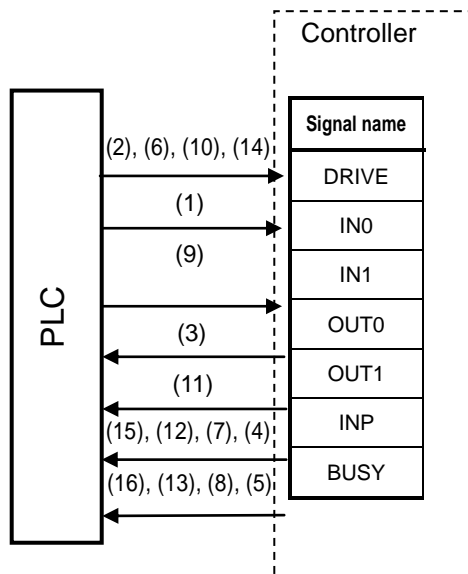 Controller
Signal name
(2), (6), (10), (14)
DRIVE
(1)
IN0
(9)
IN1
PLC
OUT0
(3)
OUT1
(11)
INP
(15), (12), (7), (4)
BUSY
(16), (13), (8), (5)